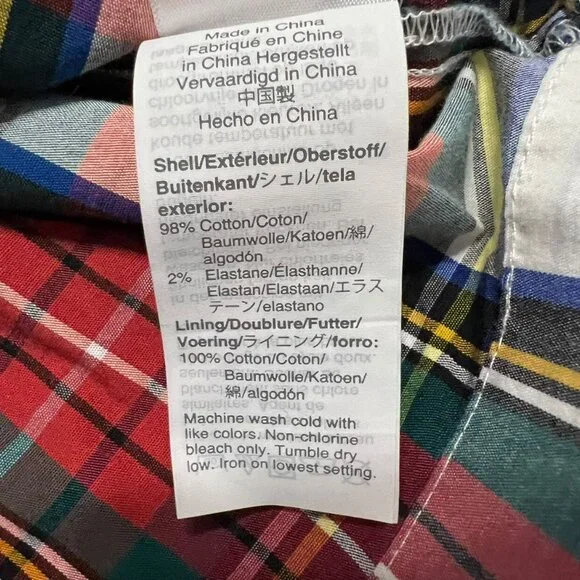 Made in China
Fabriqué en Chine
in China Hergestellt
Vervaardigd in China
中国製
Hecho en China
Shell/Extérieur/Oberstoff/
Buitenkant/シェル/tela
exterior:
98% Cotton/Coton/
Baumwolle/Katoen/綿/
algodón
2% Elastane/Élasthanne/
Elastan/Elastaan/エラス
テーン/elastano
Lining/Doublure/Futter/
Voering/ライニング/forro:
100% Cotton/Coton/
Baumwolle/Katoen/
綿/algodón
Machine wash cold with
like colors. Non-chlorine
bleach only. Tumble dry
low. Iron on lowest setting.